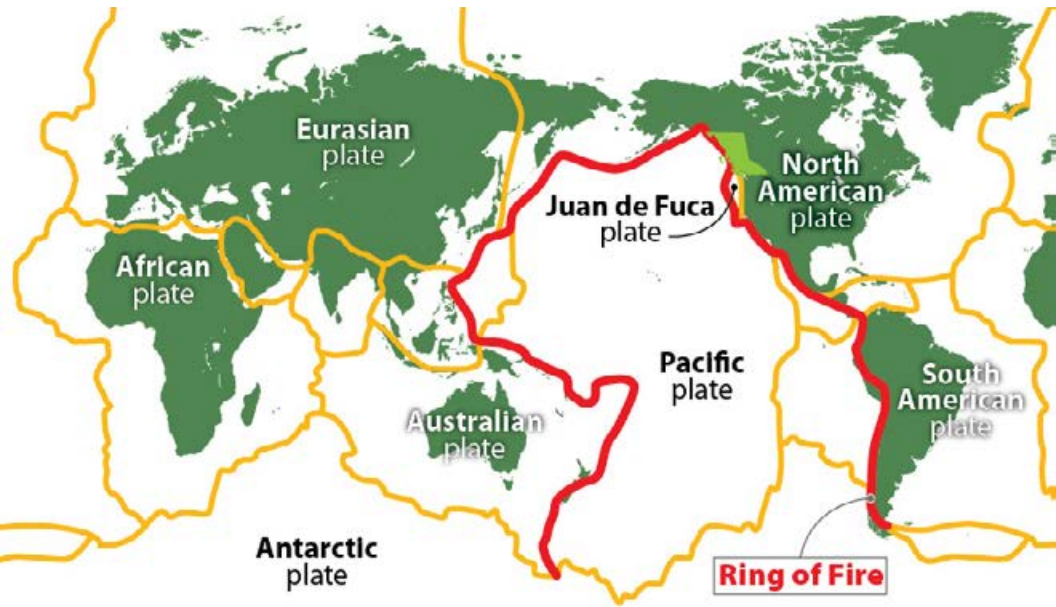 Eurasian
plate
North
American
plate
Juan de Fuca
plate
African
plate
Pacific
plate
South
American
plate
Australian
plate
Antarctic
plate
Ring of Fire